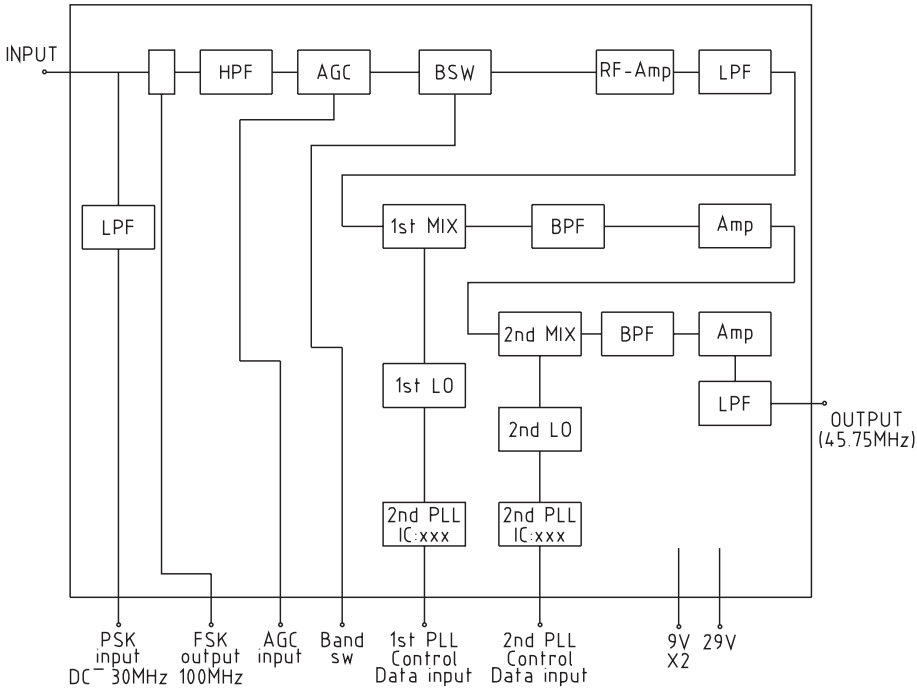 INPUT
HPF
AGC
BSW
RF-Amp
LPF
LPF
1st MIX
BPF
Amp
2nd MIX
BPF
Amp
1st LO
LPF
2nd LO
OUTPUT
(45.75MHz)
2nd PLL
IC:xxx
2nd PLL
IC:xxx
PSK
input
DC‾ 30MHz
FSK
output
100MHz
AGC
input
Band
sw
1st PLL
Control
Data input
2nd PLL
Control
Data input
9V
X2
29V